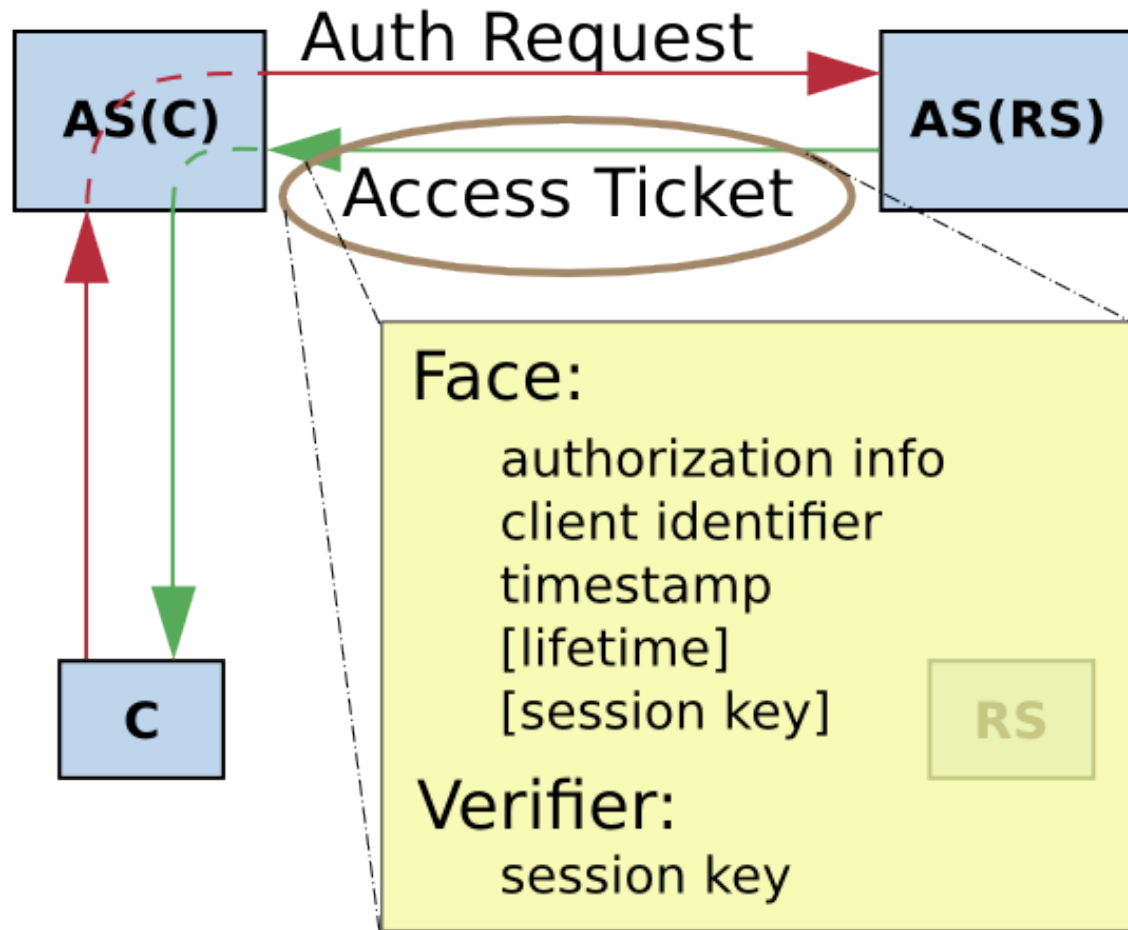 Auth Request
AS(C)
AS(RS)
Access Ticket
Face:
authorization info
client identifier
timestamp
[lifetime]
[session key]
C
RS
Verifier:
session key